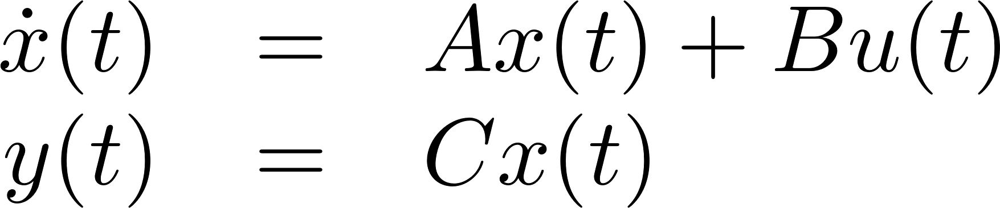 ẋ(t) = Ax(t) + Bu(t)
y(t) = Cx(t)